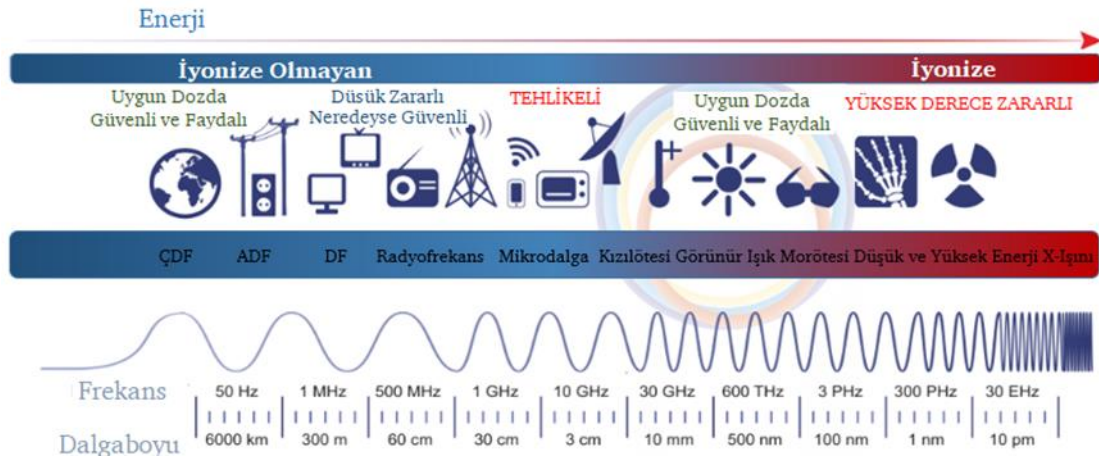 Enerji
İyonize Olmayan İyonize
Uygun Dozda
Güvenli ve Faydalı
Düsük Zararlı
Neredeyse Güvenli
TEHLİKELİ
Uygun Dozda
Güvenli ve Faydalı
YÜKSEK DERECE ZARARLI
ÇDF ADF DF Radyofrekans Mikrodalga Kızılötesi Görünür Işık Morötesi Düşük ve Yüksek Enerji X-Işını
Frekans 50 Hz 1 MHz 500 MHz 1 GHz 10 GHz 30 GHz 600 THz 3 PHz 300 PHz 30 EHz
Dalgaboyu 6000 km 300 m 60 cm 30 cm 3 cm 10 mm 500 nm 100 nm 1 nm 10 pm